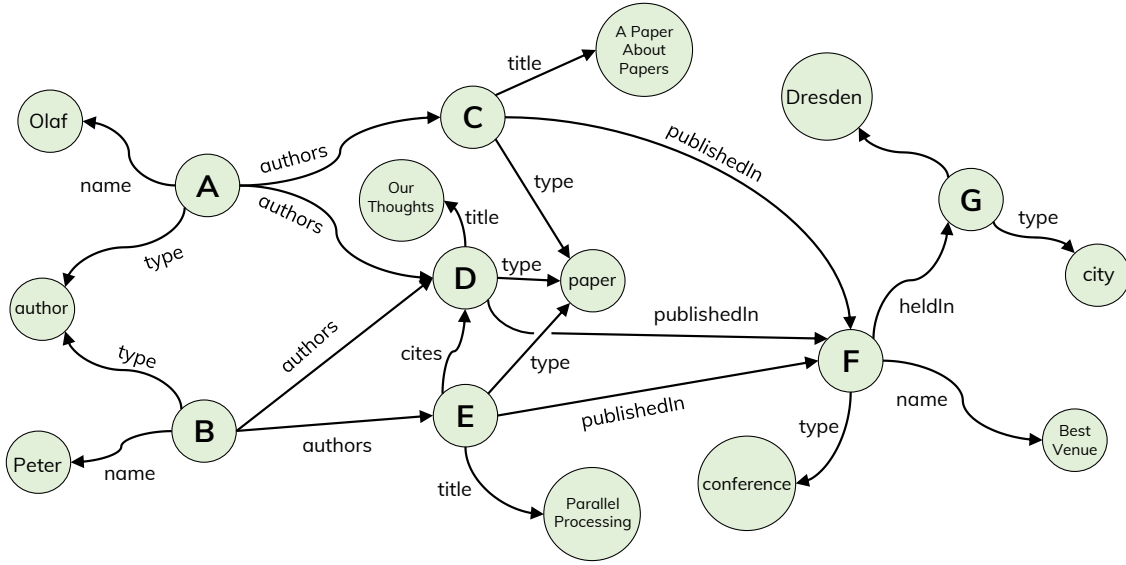 A Paper
About
Papers
title
Dresden
Olaf
C
publishedIn
authors
name
A
type
Our
Thoughts
authors
title
G
type
type
D
type
paper
city
author
heldIn
publishedIn
authors
cites
type
type
F
name
B
E
publishedIn
authors
type
Best
Venue
Peter
name
title
conference
Parallel
Processing